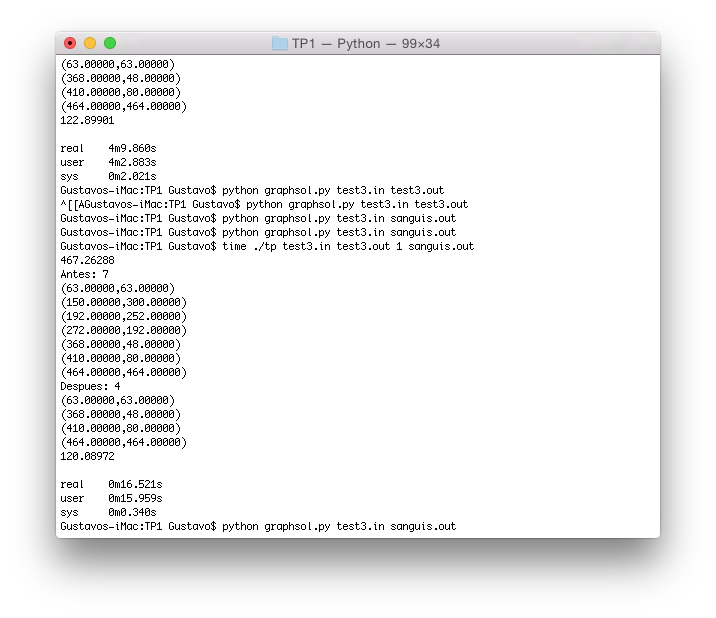 TP1 — Python — 99×34
(63.00000,63.00000)
(368.00000,48.00000)
(410.00000,80.00000)
(464.00000,464.00000)
122.89901
real 4m9.860s
user 4m2.883s
sys 0m2.021s
Gustavos-iMac:TP1 Gustavo$ python graphsol.py test3.in test3.out
^[[AGustavos-iMac:TP1 Gustavo$ python graphsol.py test3.in test3.out
Gustavos-iMac:TP1 Gustavo$ python graphsol.py test3.in sanguis.out
Gustavos-iMac:TP1 Gustavo$ python graphsol.py test3.in sanguis.out
Gustavos-iMac:TP1 Gustavo$ time ./tp test3.in test3.out 1 sanguis.out
467.26288
Antes: 7
(63.00000,63.00000)
(150.00000,300.00000)
(192.00000,252.00000)
(272.00000,192.00000)
(368.00000,48.00000)
(410.00000,80.00000)
(464.00000,464.00000)
Despues: 4
(63.00000,63.00000)
(368.00000,48.00000)
(410.00000,80.00000)
(464.00000,464.00000)
120.08972
real 0m16.521s
user 0m15.959s
sys 0m0.340s
Gustavos-iMac:TP1 Gustavo$ python graphsol.py test3.in sanguis.out